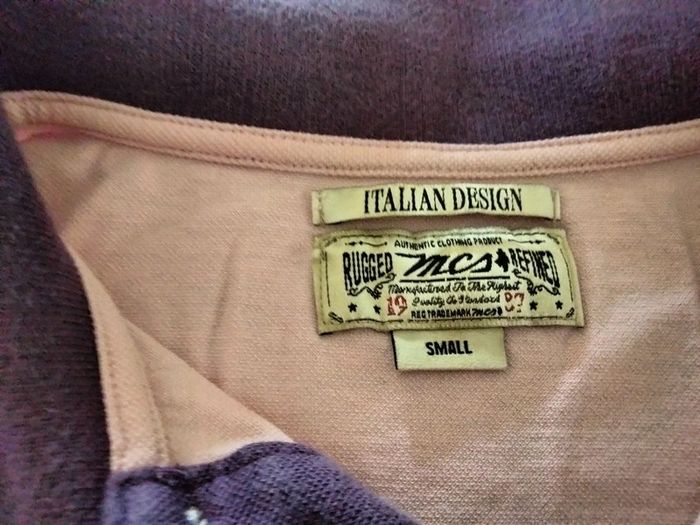 ITALIAN DESIGN
AUTHENTIC CLOTHING PRODUCT
RUGGED mcs REFINED
Manufactured To The Highest
19 Quality Standard 87
REG TRADEMARK mcs
SMALL